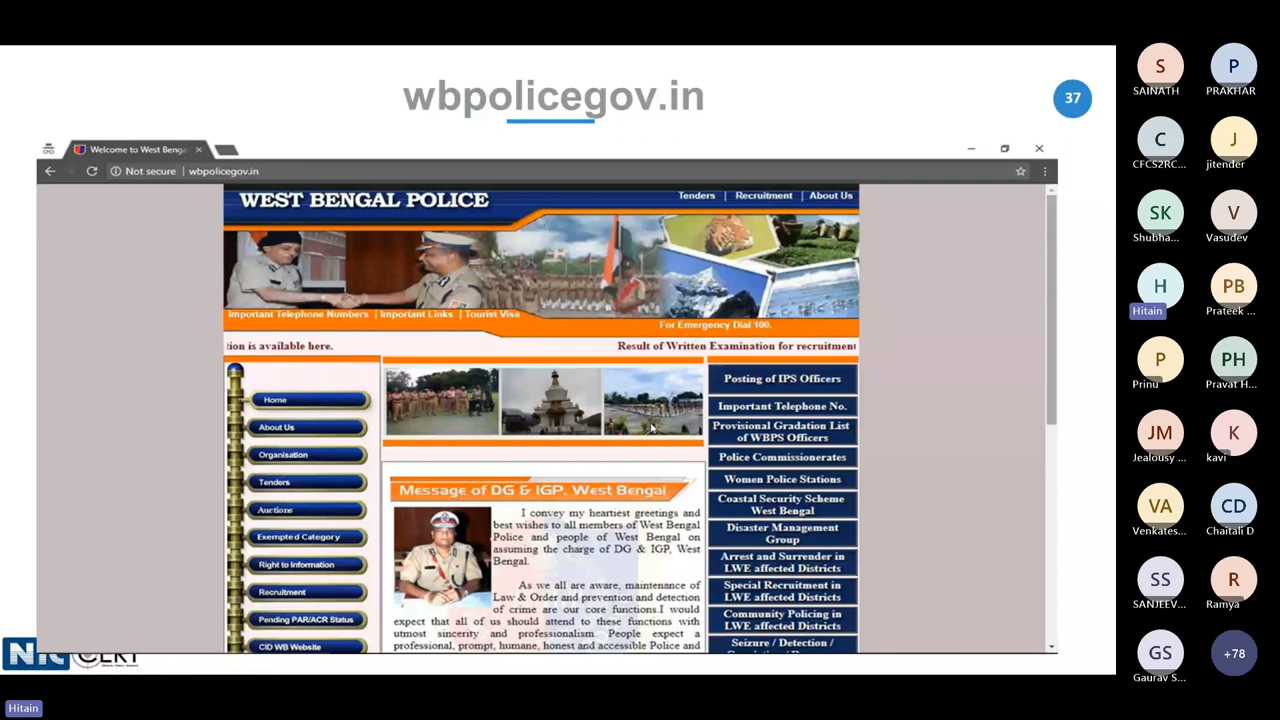 wbpolicegov.in
37
Welcome to West Beng
Not secure | wbpolicegov.in
WEST BENGAL POLICE
Tenders | Recruitment | About Us
Important Telephone Numbers | Important Links | Tourist Visa
For Emergency Dial 100.
tion is available here.
Result of Written Examination for recruitment
Home
About Us
Organisation
Tenders
Auctions
Exempted Category
Right to Information
Recruitment
Pending PAR/ACR Status
CID WB Website
Message of DG & IGP, West Bengal
I convey my heartiest greetings and
best wishes to all members of West Bengal
Police and people of West Bengal on
assuming the charge of DG & IGP, West
Bengal.
As we all are aware, maintenance of
Law & Order and prevention and detection
of crime are our core functions.I would
expect that all of us should attend to these functions with
utmost sincerity and professionalism. People expect a
professional, prompt, humane, honest and accessible Police and
Posting of IPS Officers
Important Telephone No.
Provisional Gradation List
of WBPS Officers
Police Commissionerates
Women Police Stations
Coastal Security Scheme
West Bengal
Disaster Management
Group
Arrest and Surrender in
LWE affected Districts
Special Recruitment in
LWE affected Districts
Community Policing in
LWE affected Districts
Seizure / Detection /
CERT
Hitain
S
SAINATH
P
PRAKHAR
C
CFCS2RC...
J
jitender
SK
Shubha...
V
Vasudev
H
Hitain
PB
Prateek ...
P
Prinu
PH
Pravat H...
JM
Jealousy ...
K
kavi
VA
Venkates...
CD
Chaitali D
SS
SANJEEV...
R
Ramya
GS
Gaurav S...
+78